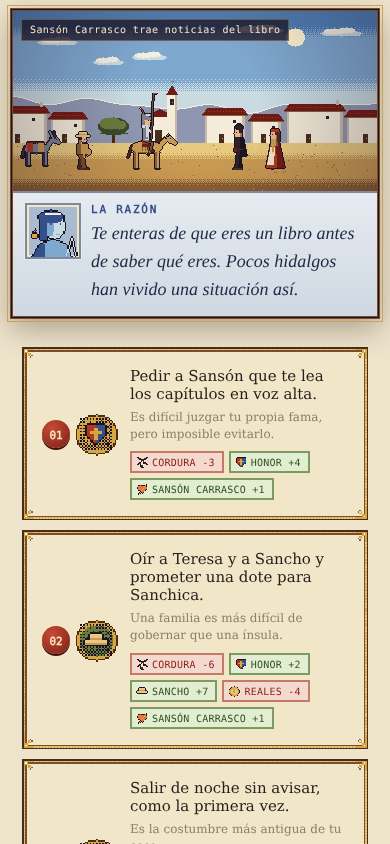 Sansón Carrasco trae noticias del libro
LA RAZÓN
Te enteras de que eres un libro antes
de saber qué eres. Pocos hidalgos
han vivido una situación así.
01
Pedir a Sansón que te lea
los capítulos en voz alta.
Es difícil juzgar tu propia fama,
pero imposible evitarlo.
CORDURA -3
HONOR +4
SANSÓN CARRASCO +1
02
Oír a Teresa y a Sancho y
prometer una dote para
Sanchica.
Una familia es más difícil de
gobernar que una ínsula.
CORDURA -6
HONOR +2
SANCHO +7
REALES -4
SANSÓN CARRASCO +1
Salir de noche sin avisar,
como la primera vez.
Es la costumbre más antigua de tu